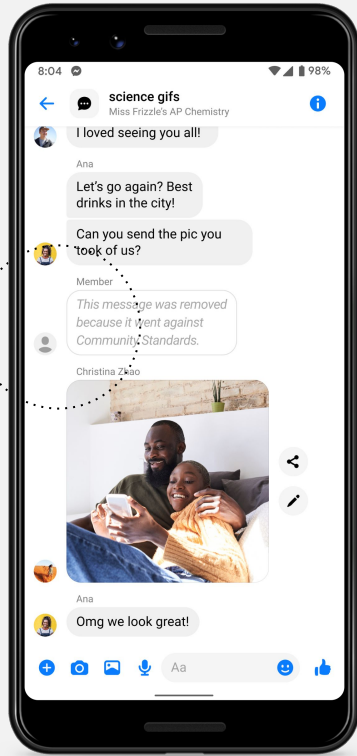 8:04
98%
science gifs
Miss Frizzle's AP Chemistry
I loved seeing you all!
Ana
Let's go again? Best
drinks in the city!
Can you send the pic you
took of us?
Member
This message was removed
because it went against
Community Standards.
Christina Zhao
Ana
Omg we look great!
Aa